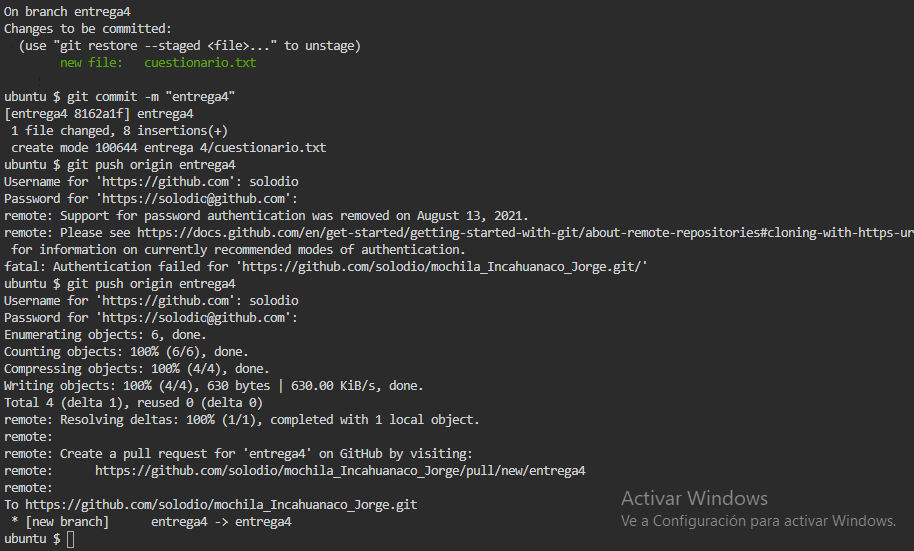 On branch entrega4
Changes to be committed:
  (use "git restore --staged <file>..." to unstage)
        new file:   cuestionario.txt
ubuntu $ git commit -m "entrega4"
[entrega4 8162a1f] entrega4
 1 file changed, 8 insertions(+)
 create mode 100644 entrega 4/cuestionario.txt
ubuntu $ git push origin entrega4
Username for 'https://github.com': solodio
Password for 'https://solodio@github.com':
remote: Support for password authentication was removed on August 13, 2021.
remote: Please see https://docs.github.com/en/get-started/getting-started-with-git/about-remote-repositories#cloning-with-https-ur
 for information on currently recommended modes of authentication.
fatal: Authentication failed for 'https://github.com/solodio/mochila_Incahuanaco_Jorge.git/'
ubuntu $ git push origin entrega4
Username for 'https://github.com': solodio
Password for 'https://solodio@github.com':
Enumerating objects: 6, done.
Counting objects: 100% (6/6), done.
Compressing objects: 100% (4/4), done.
Writing objects: 100% (4/4), 630 bytes | 630.00 KiB/s, done.
Total 4 (delta 1), reused 0 (delta 0)
remote: Resolving deltas: 100% (1/1), completed with 1 local object.
remote:
remote: Create a pull request for 'entrega4' on GitHub by visiting:
remote:      https://github.com/solodio/mochila_Incahuanaco_Jorge/pull/new/entrega4
remote:
To https://github.com/solodio/mochila_Incahuanaco_Jorge.git
 * [new branch]      entrega4 -> entrega4
ubuntu $
Activar Windows
Ve a Configuración para activar Windows.